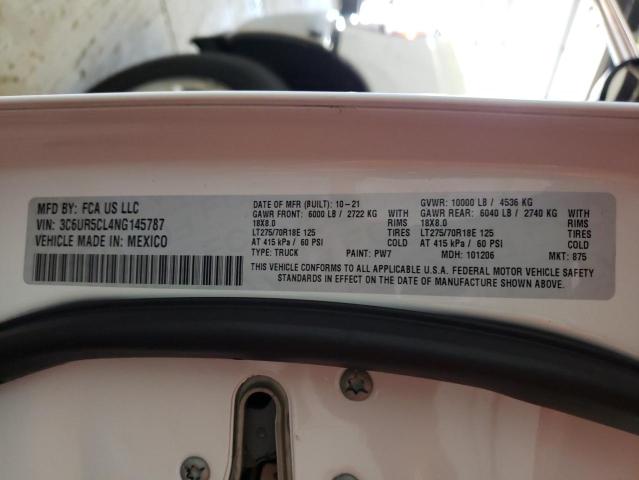 MFD BY: FCA US LLC
VIN: 3C6UR5CL4NG145787
VEHICLE MADE IN: MEXICO
DATE OF MFR (BUILT): 10-21
GAWR FRONT: 6000 LB / 2722 KG WITH
18X8.0 RIMS
LT275/70R18E 125 TIRES
AT 415 kPa / 60 PSI COLD
TYPE: TRUCK PAINT: PW7
GVWR: 10000 LB / 4536 KG
GAWR REAR: 6040 LB / 2740 KG WITH
18X8.0 RIMS
LT275/70R18E 125 TIRES
AT 415 kPa / 60 PSI COLD
MDH: 101206 MKT: 875
THIS VEHICLE CONFORMS TO ALL APPLICABLE U.S.A. FEDERAL MOTOR VEHICLE SAFETY
STANDARDS IN EFFECT ON THE DATE OF MANUFACTURE SHOWN ABOVE.